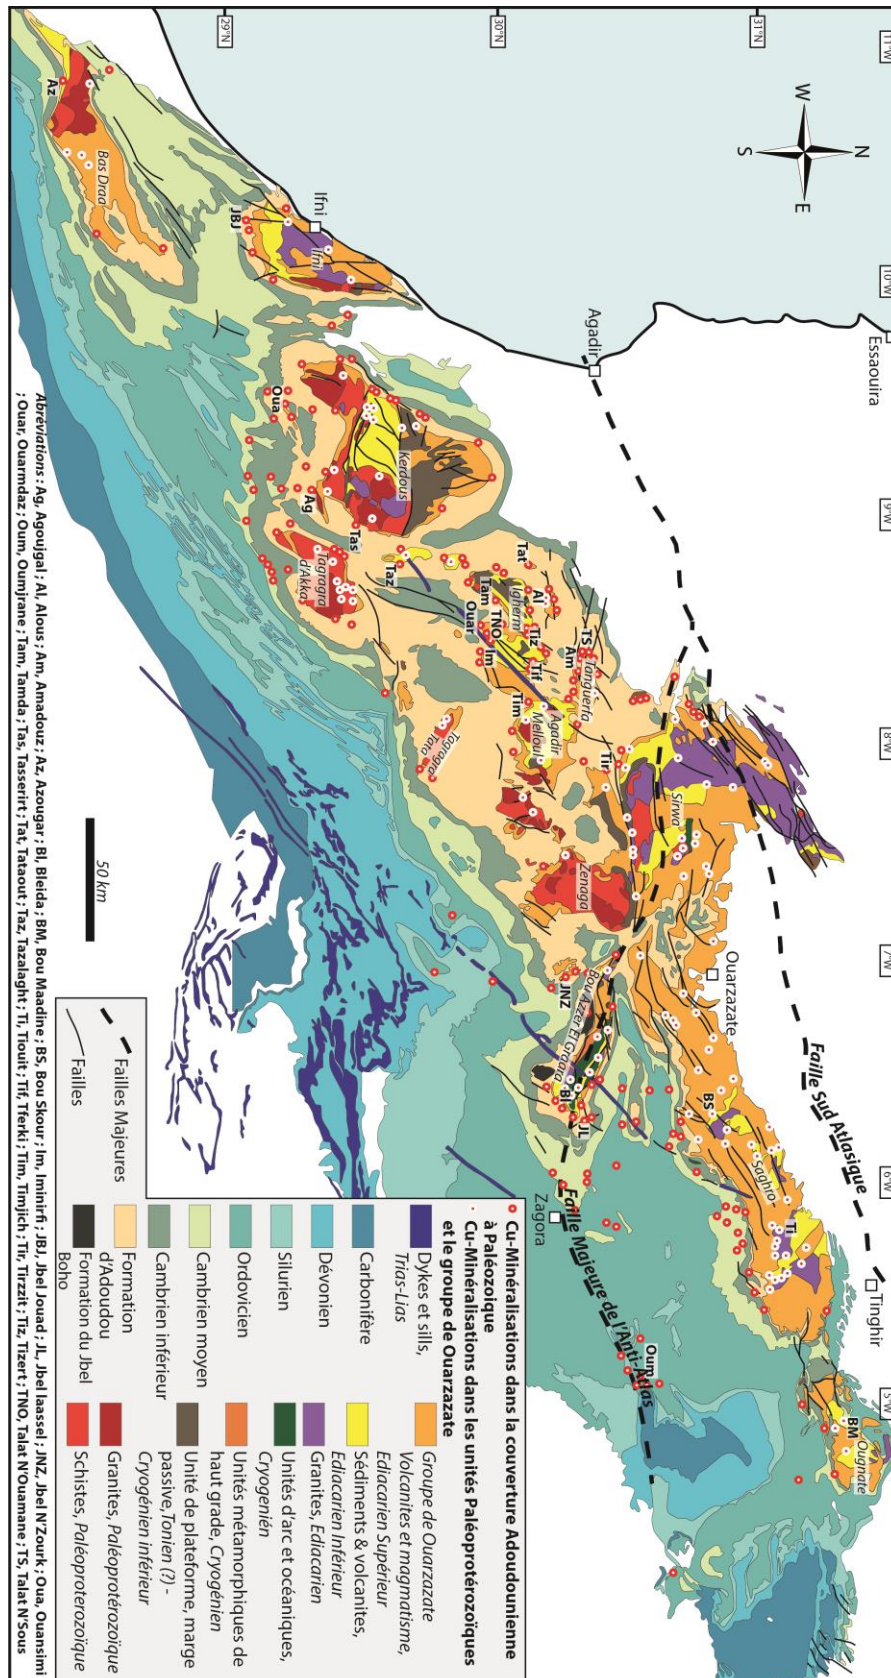 11°W
10°W
9°W
8°W
7°W
6°W
5°W
31°N
30°N
29°N
N
W
E
S
Essaouira
Agadir
Ifni
Ouarzazate
Tinghir
Zagora
Faille Sud Atlasique
Faille Majeure de l'Anti-Atlas
Bas Draa
Az
Ifni
JBJ
Kerdous
Oua
Ag
Tas
Tagragra
d'Akka
Taz
Tat
Al
Igherm
Tam
TNO
Ouar
Im
Tiz
Tif
TS
Am
Tanguerfa
Tim
Agadir
Melloul
Tagragra
Tata
Tir
Sirwa
Zenaga
JNZ
Bou Azzer El Graara
Bl
JL
BS
Saghro
Ti
Oum
BM
Ougnate
50 km
Cu-Minéralisations dans la couverture Adoudounienne
à Paléozoique
Cu-Minéralisations dans les unités Paléoprotérozoïques
et le groupe de Ouarzazate
Dykes et sills,
Trias-Lias
Carbonifère
Dévonien
Silurien
Ordovicien
Cambrien moyen
Cambrien inférieur
Formation
d'Adoudou
Formation du Jbel
Boho
Groupe de Ouarzazate
Volcanites et magmatisme,
Ediacarien Supérieur
Sédiments & volcanites,
Ediacarien Inférieur
Granites, Ediacarien
Unités d'arc et océaniques,
Cryogenién
Unités métamorphiques de
haut grade, Cryogénien
Unité de plateforme, marge
passive,Tonien (?) -
Cryogénien inférieur
Granites, Paléoprotérozoïque
Schistes, Paléoproterozoïque
Failles Majeures
Failles
Abréviations : Ag, Agoujgal ; Al, Alous ; Am, Amadouz ; Az, Azougar ; Bl, Bleida ; BM, Bou Maadine ; BS, Bou Skour ; Im, Iminirfi ; JBJ, Jbel Jouad ; JL, Jbel laassel ; JNZ, Jbel N'Zourk ; Oua, Ouansimi
; Ouar, Ouarmdaz ; Oum, Oumjrane ; Tam, Tamda ; Tas, Tasserirt ; Tat, Tataout ; Taz, Tazalaght ; Ti, Tiouit ; Tif, Tferki ; Tim, Timjich ; Tir, Tirzzit ; Tiz, Tizert ; TNO, Talat N'Ouamane ; TS, Talat N'Sous